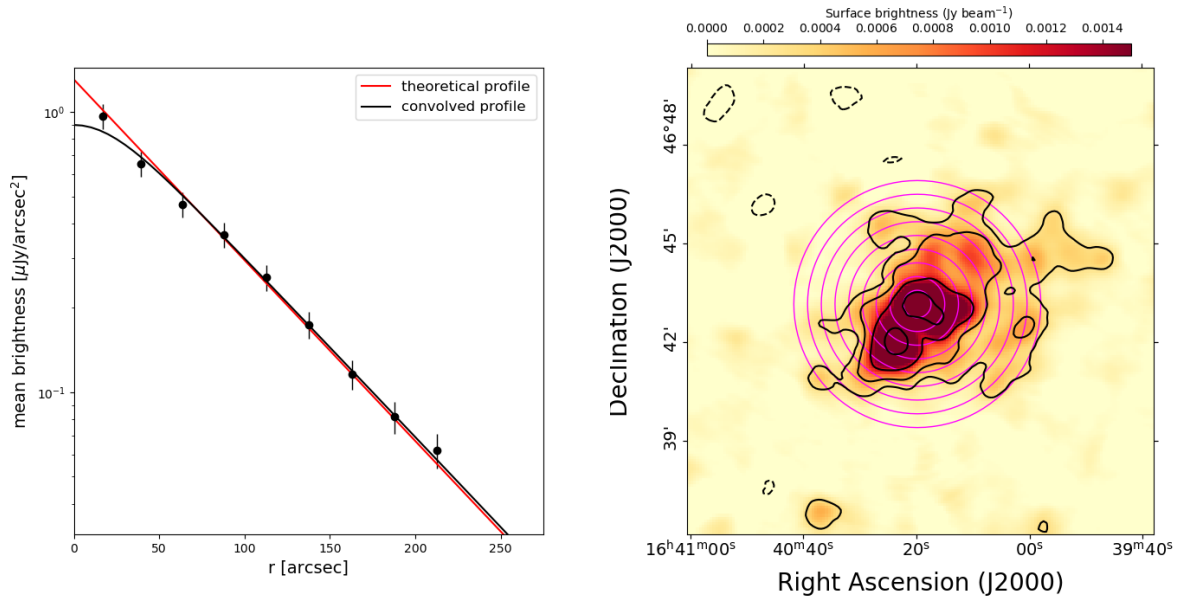 theoretical profile
convolved profile
mean brightness [μJy/arcsec²]
10⁰
10⁻¹
0 50 100 150 200 250
r [arcsec]
Surface brightness (Jy beam⁻¹)
0.0000 0.0002 0.0004 0.0006 0.0008 0.0010 0.0012 0.0014
Declination (J2000)
46°48'
45'
42'
39'
16ʰ41ᵐ00ˢ 40ᵐ40ˢ 20ˢ 00ˢ 39ᵐ40ˢ
Right Ascension (J2000)